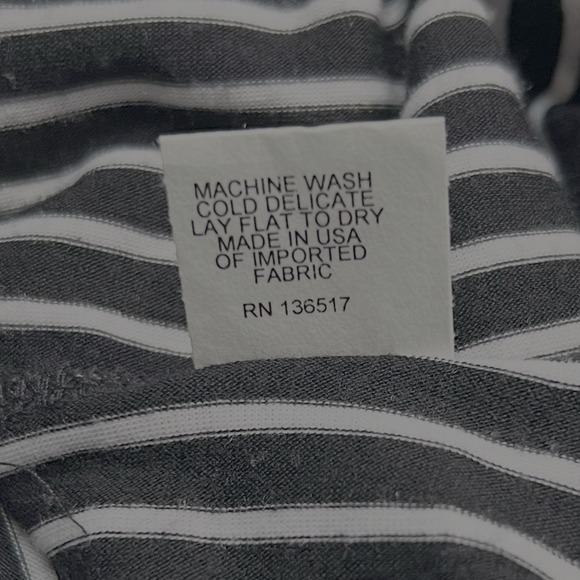 MACHINE WASH
COLD DELICATE
LAY FLAT TO DRY
MADE IN USA
OF IMPORTED
FABRIC
RN 136517